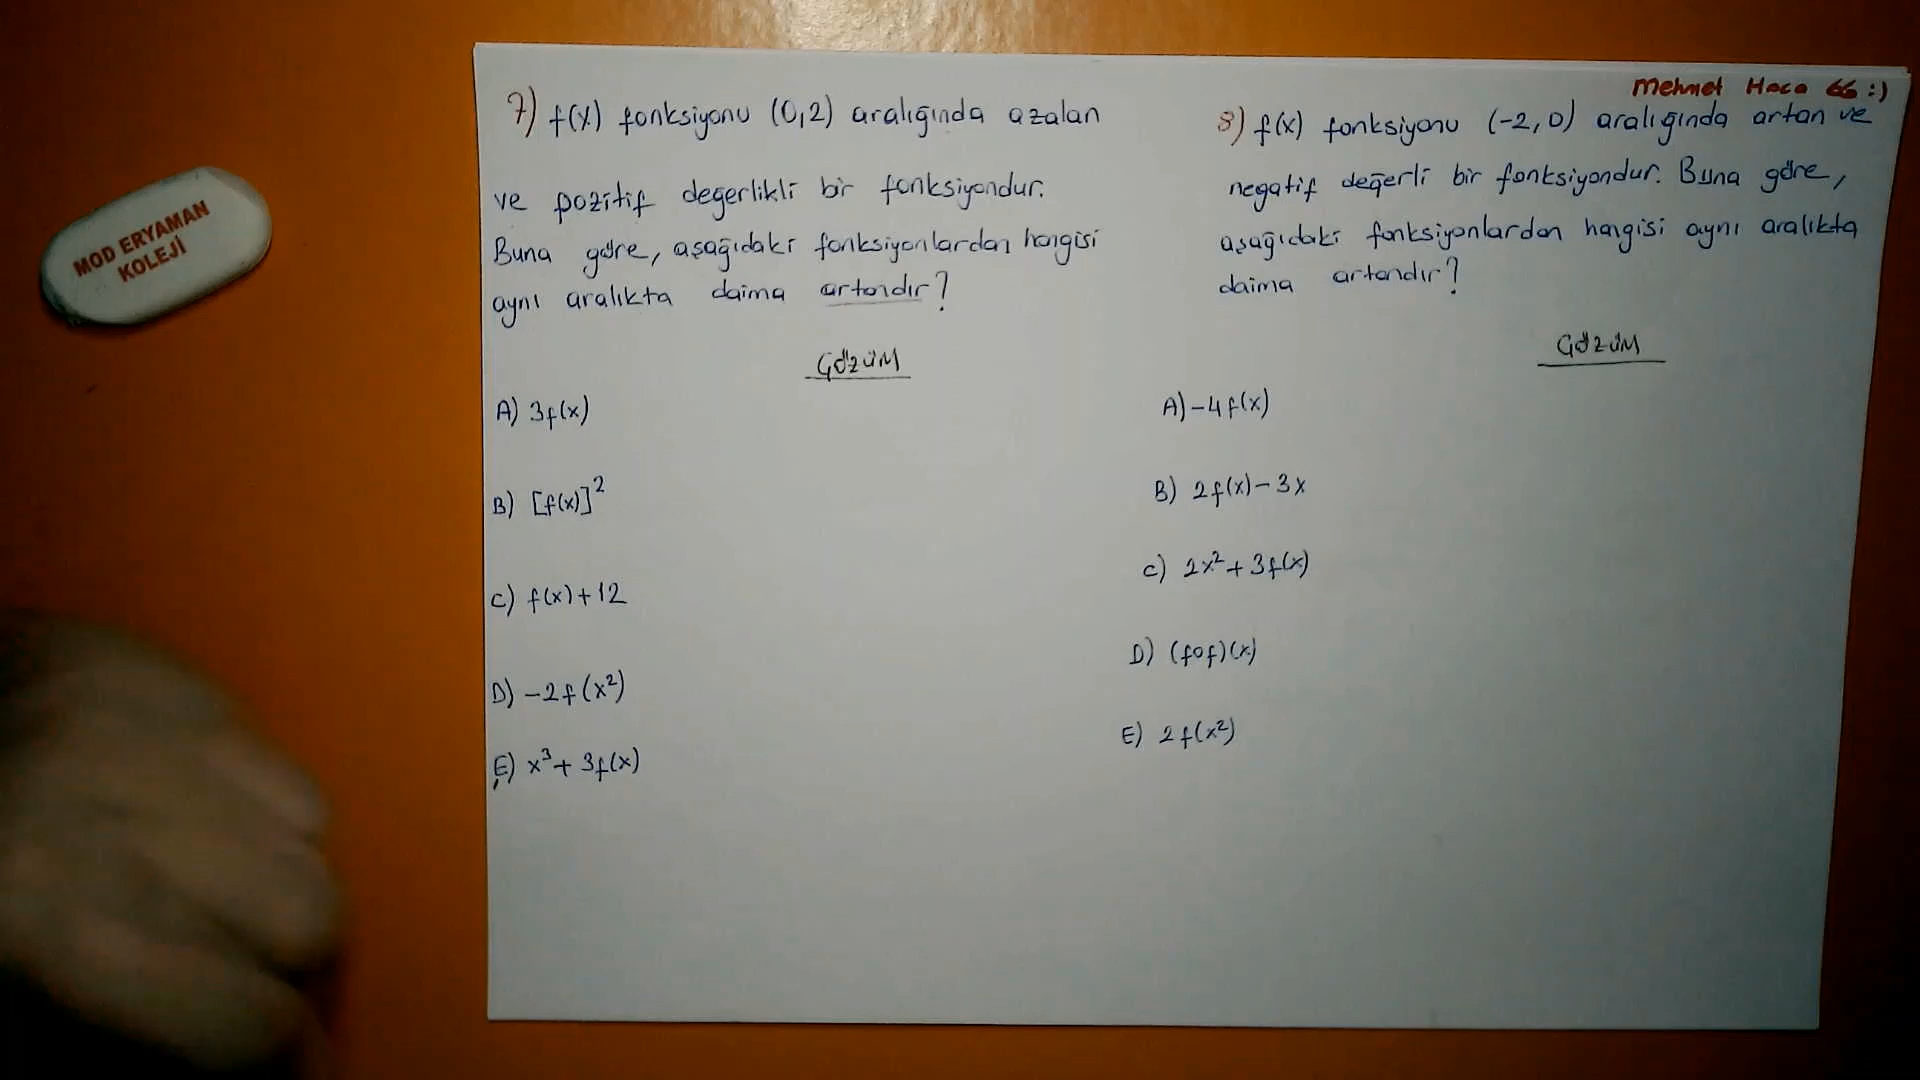 MOD ERYAMAN
KOLEJİ
7) f(x) fonksiyonu (0,2) aralığında azalan
ve pozitif değerlikli bir fonksiyondur.
Buna göre, aşağıdaki fonksiyonlardan hangisi
aynı aralıkta daima artandır?
ÇÖZÜM
A) 3f(x)
B) [f(x)]²
C) f(x)+12
D) -2f(x²)
E) x³+ 3f(x)
Mehmet Hoca 66 :)
8) f(x) fonksiyonu (-2,0) aralığında artan ve
negatif değerli bir fonksiyondur. Buna göre,
aşağıdaki fonksiyonlardan hangisi aynı aralıkta
daima artandır?
ÇÖZÜM
A) -4f(x)
B) 2f(x)-3x
C) 2x²+3f(x)
D) (fof)(x)
E) 2f(x²)